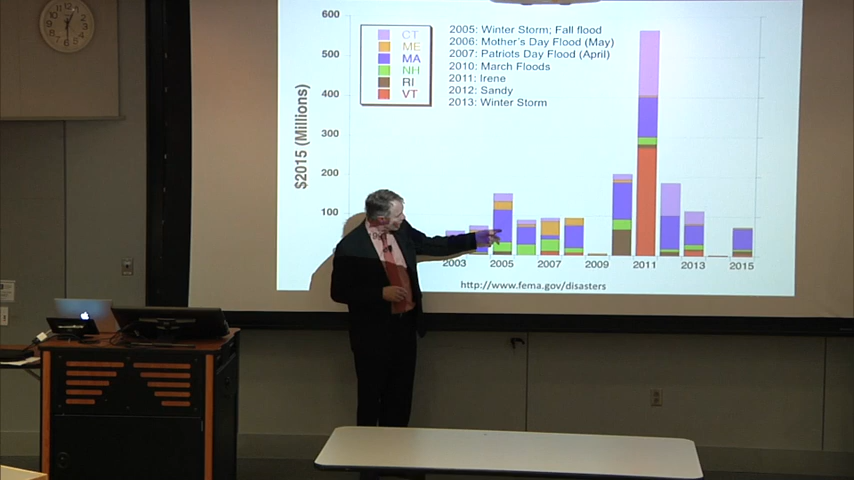 600
500
400
300
200
100
$2015 (Millions)
CT
ME
MA
NH
RI
VT
2005: Winter Storm; Fall flood
2006: Mother's Day Flood (May)
2007: Patriots Day Flood (April)
2010: March Floods
2011: Irene
2012: Sandy
2013: Winter Storm
2003 2005 2007 2009 2011 2013 2015
http://www.fema.gov/disasters